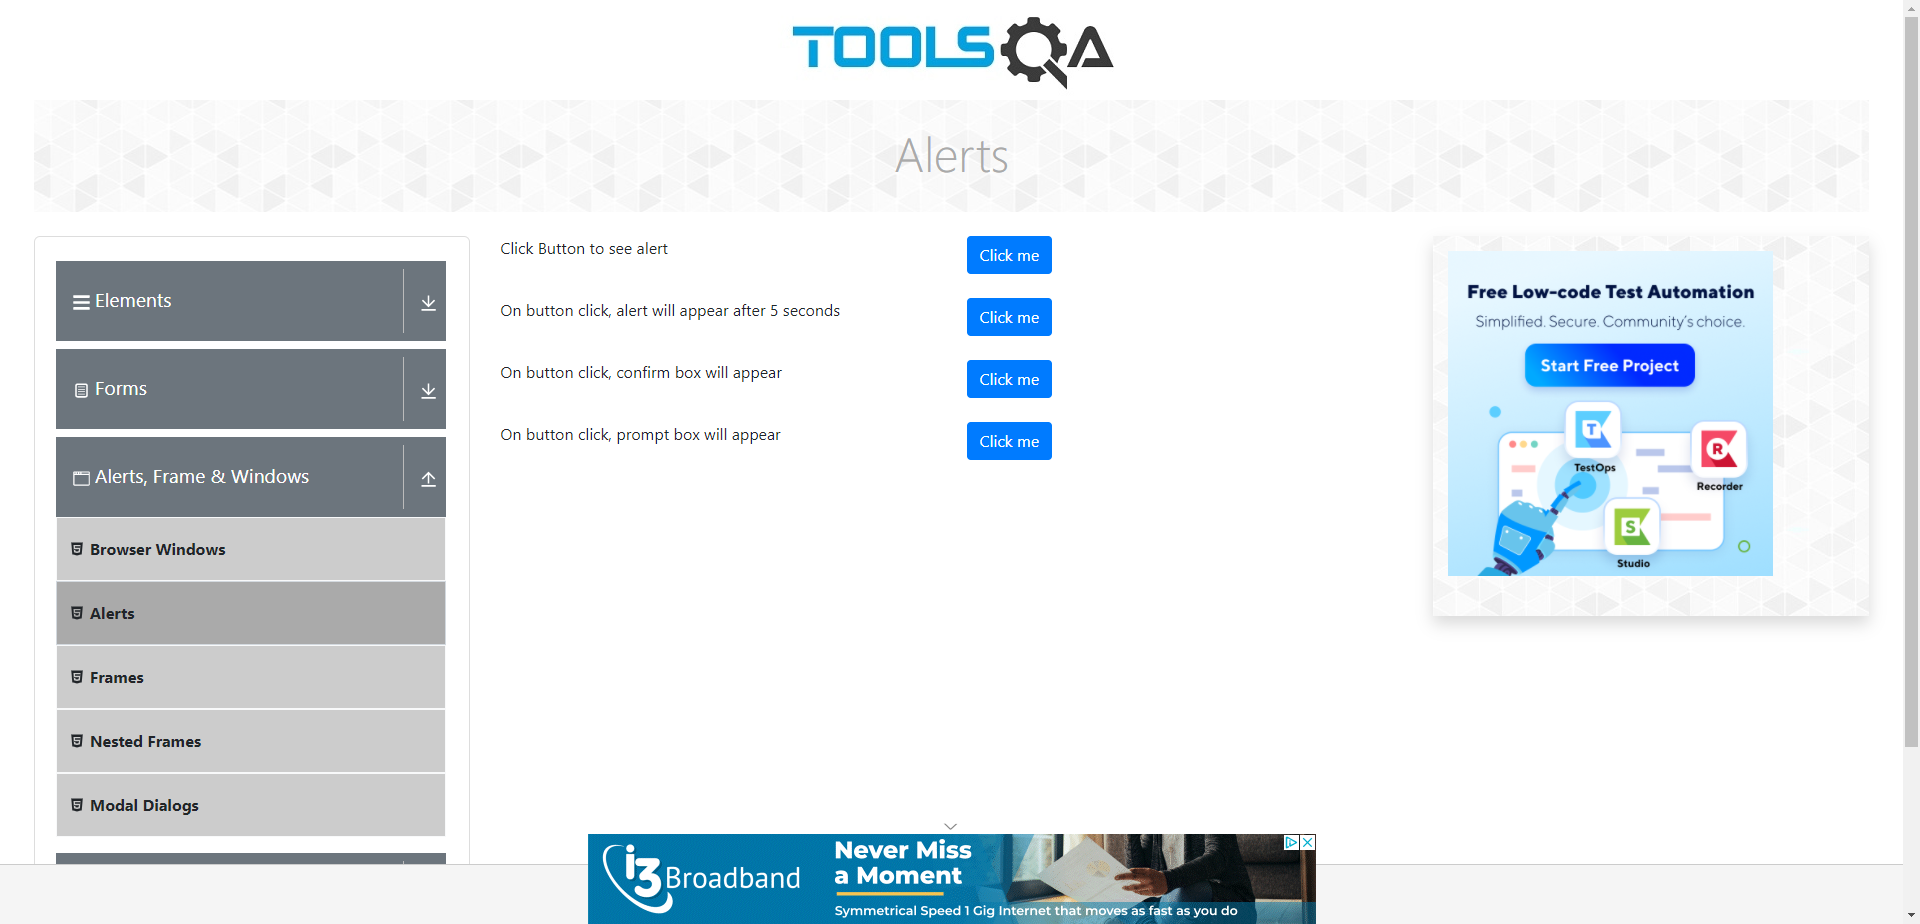 TOOLSQA
Alerts
Elements
Forms
Alerts, Frame & Windows
Browser Windows
Alerts
Frames
Nested Frames
Modal Dialogs
Click Button to see alert
Click me
On button click, alert will appear after 5 seconds
Click me
On button click, confirm box will appear
Click me
On button click, prompt box will appear
Click me
Free Low-code Test Automation
Simplified. Secure. Community's choice.
Start Free Project
T
TestOps
R
Recorder
S
Studio
i3 Broadband
Never Miss
a Moment
Symmetrical Speed 1 Gig Internet that moves as fast as you do